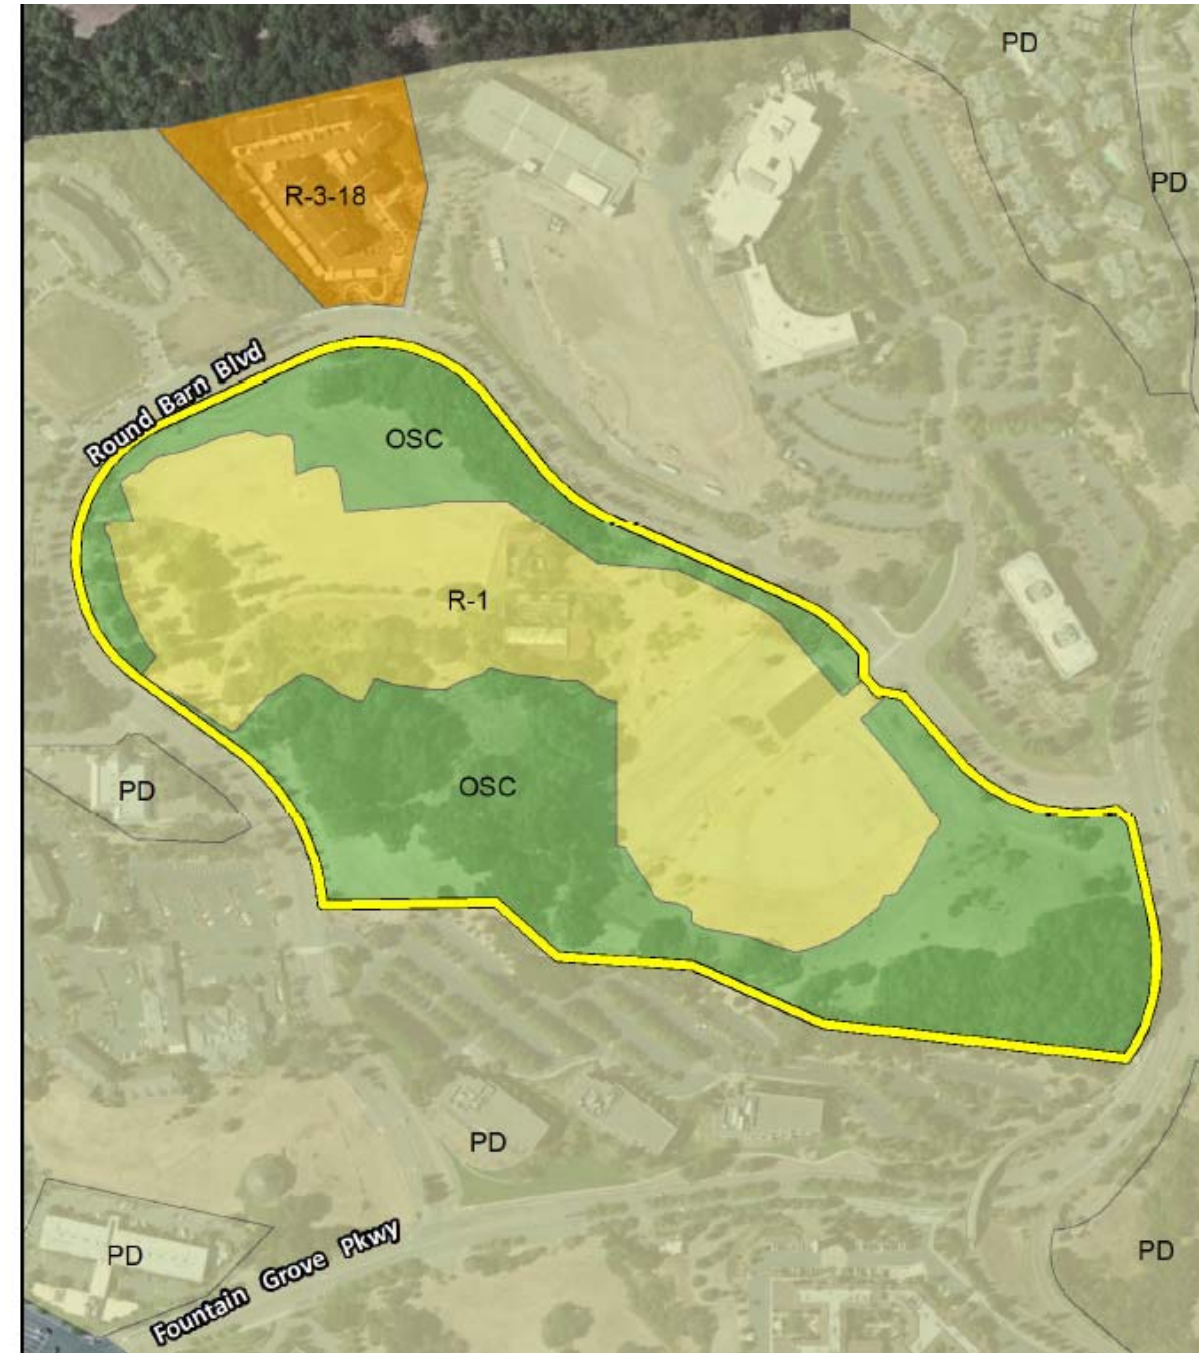 PD
PD
R-3-18
Round Barn Blvd
OSC
R-1
OSC
PD
PD
PD
PD
Fountain Grove Pkwy